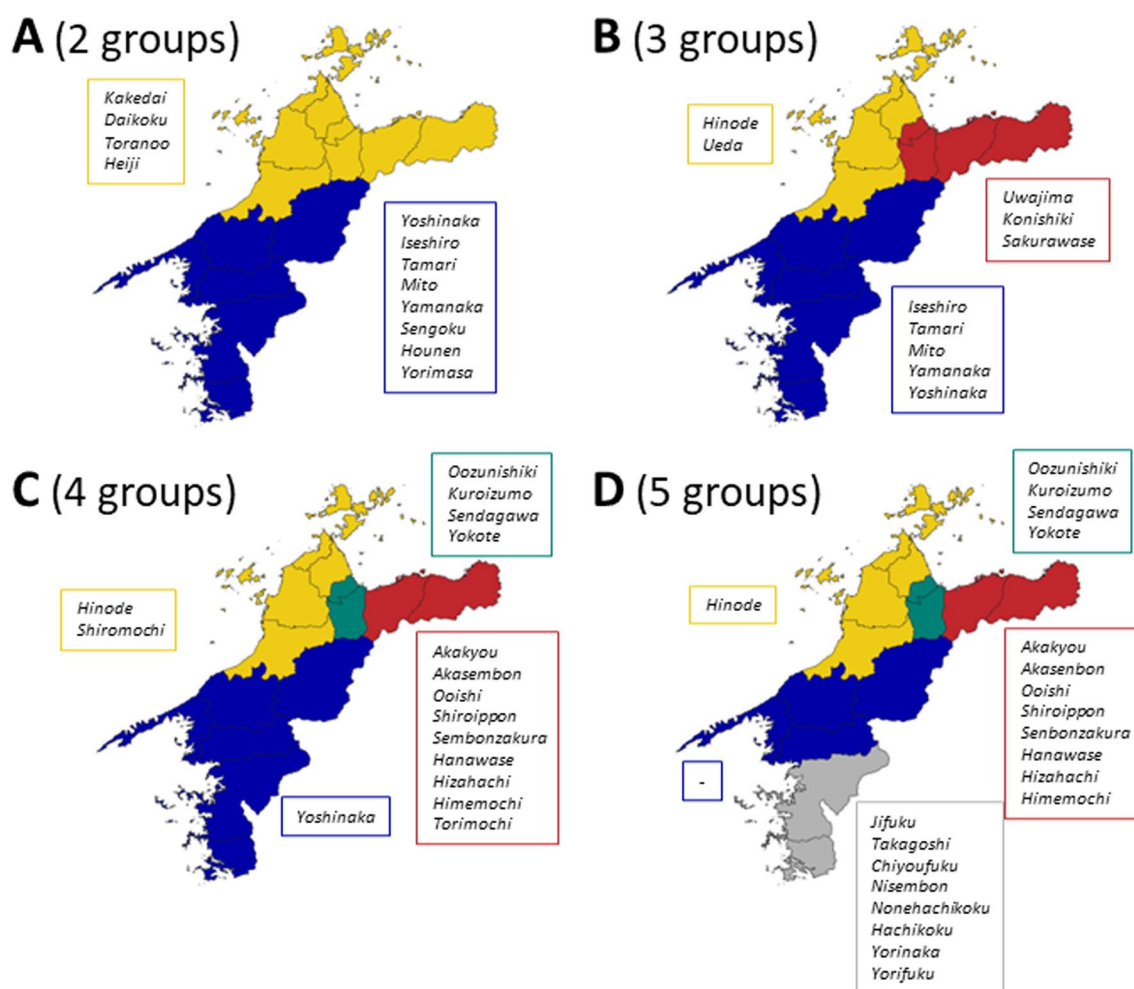 A (2 groups)
Kakedai
Daikoku
Toranoo
Heiji
Yoshinaka
Iseshiro
Tamari
Mito
Yamanaka
Sengoku
Hounen
Yorimasa
B (3 groups)
Hinode
Ueda
Uwajima
Konishiki
Sakurawase
Iseshiro
Tamari
Mito
Yamanaka
Yoshinaka
C (4 groups)
Oozunishiki
Kuroizumo
Sendagawa
Yokote
Hinode
Shiromochi
Akakyou
Akasembon
Ooishi
Shiroippon
Sembonzakura
Hanawase
Hizahachi
Himemochi
Torimochi
Yoshinaka
D (5 groups)
Oozunishiki
Kuroizumo
Sendagawa
Yokote
Hinode
Akakyou
Akasenbon
Ooishi
Shiroippon
Senbonzakura
Hanawase
Hizahachi
Himemochi
-
Jifuku
Takagoshi
Chiyoufuku
Nisembon
Nonehachikoku
Hachikoku
Yorinaka
Yorifuku